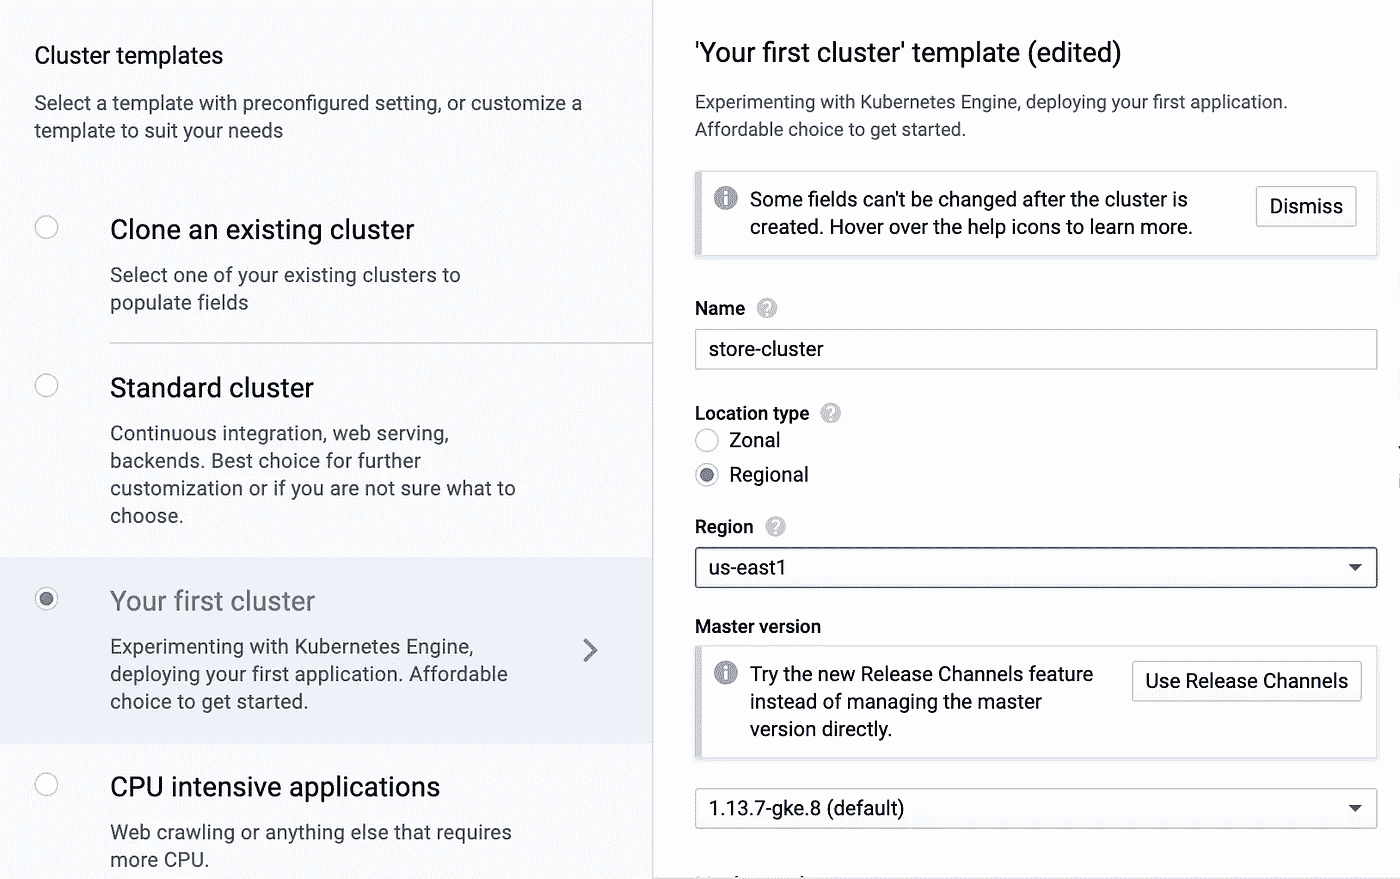 Cluster templates
Select a template with preconfigured setting, or customize a
template to suit your needs
Clone an existing cluster
Select one of your existing clusters to
populate fields
Standard cluster
Continuous integration, web serving,
backends. Best choice for further
customization or if you are not sure what to
choose.
Your first cluster
Experimenting with Kubernetes Engine,
deploying your first application. Affordable
choice to get started.
CPU intensive applications
Web crawling or anything else that requires
more CPU.
'Your first cluster' template (edited)
Experimenting with Kubernetes Engine, deploying your first application.
Affordable choice to get started.
Some fields can't be changed after the cluster is
created. Hover over the help icons to learn more.
Dismiss
Name
store-cluster
Location type
Zonal
Regional
Region
us-east1
Master version
Try the new Release Channels feature
instead of managing the master
version directly.
Use Release Channels
1.13.7-gke.8 (default)